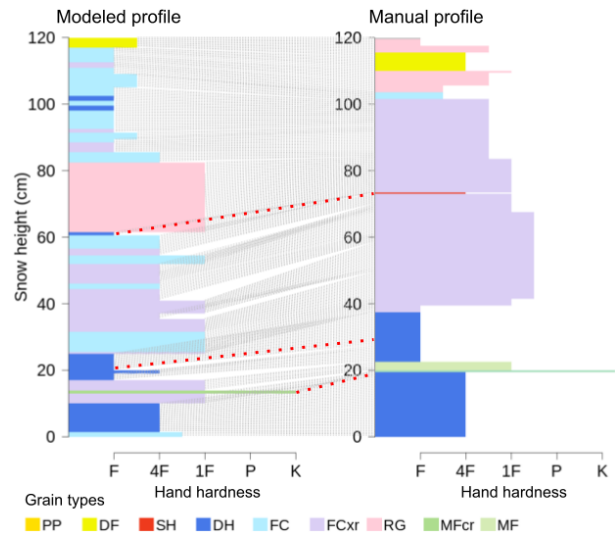 Modeled profile
Manual profile
Snow height (cm)
120
100
80
60
40
20
0
120
100
80
60
40
20
0
F 4F 1F P K
F 4F 1F P K
Hand hardness
Hand hardness
Grain types
PP DF SH DH FC FCxr RG MFcr MF